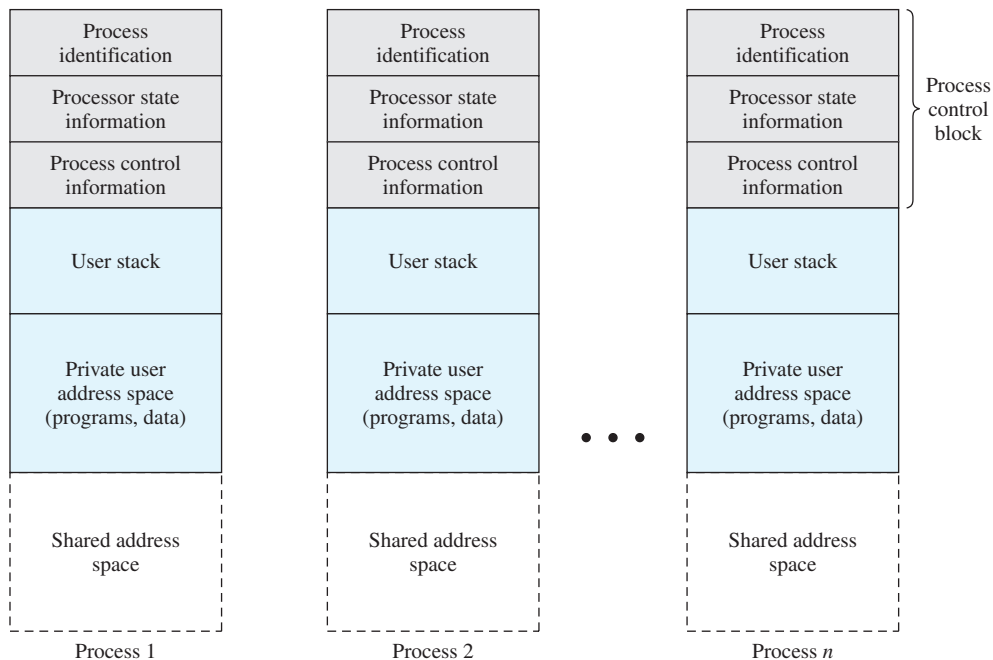 Process
identification
Processor state
information
Process control
information
User stack
Private user
address space
(programs, data)
Shared address
space
Process 1
Process
identification
Processor state
information
Process control
information
User stack
Private user
address space
(programs, data)
Shared address
space
Process 2
• • •
Process
identification
Processor state
information
Process control
information
User stack
Private user
address space
(programs, data)
Shared address
space
Process n
Process
control
block